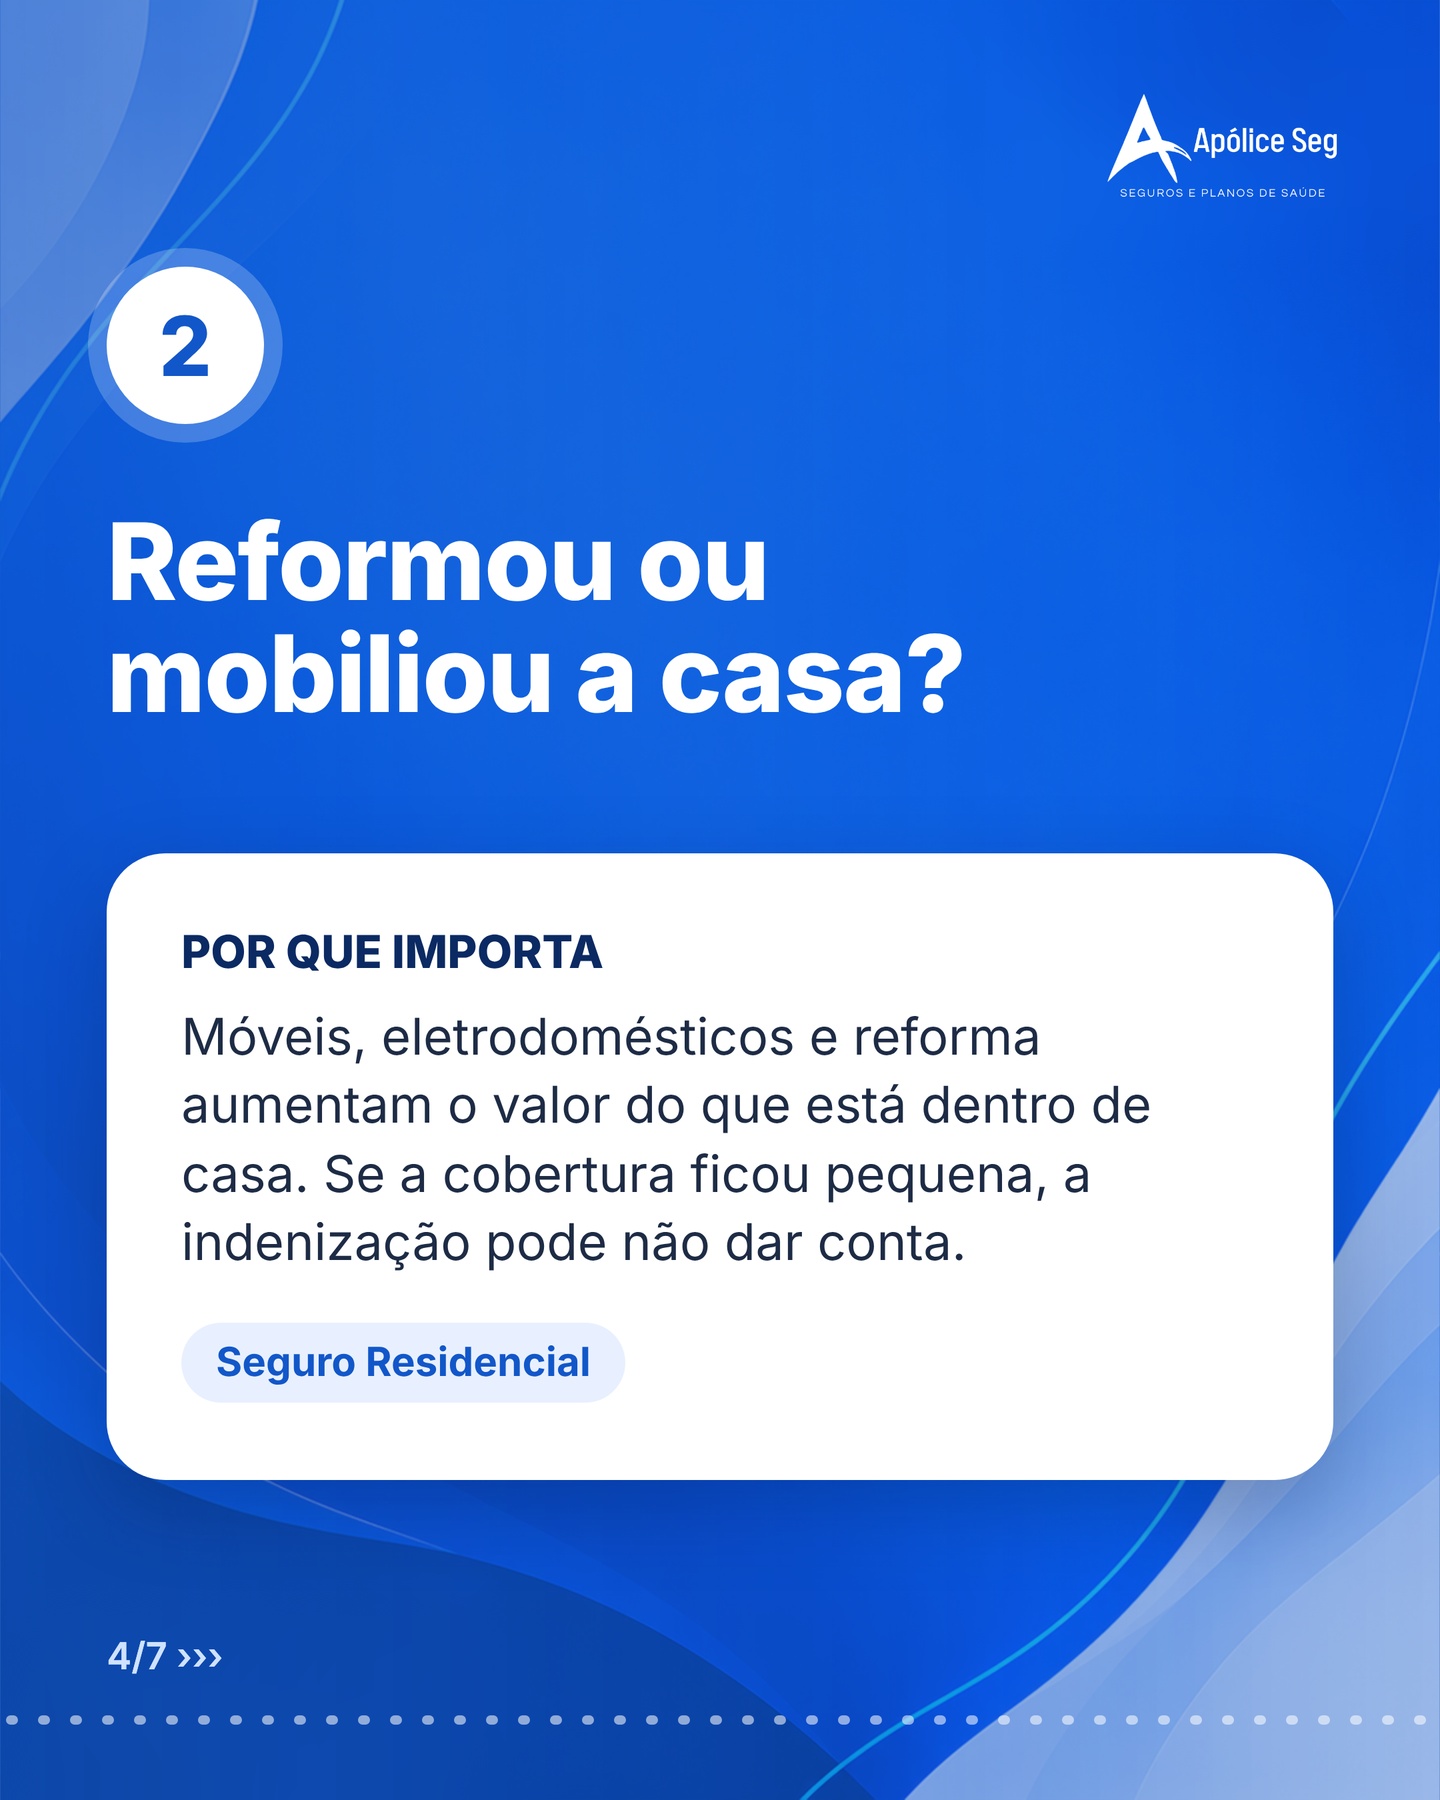 Apólice Seg
SEGUROS E PLANOS DE SAÚDE
2
Reformou ou
mobiliou a casa?
POR QUE IMPORTA
Móveis, eletrodomésticos e reforma
aumentam o valor do que está dentro de
casa. Se a cobertura ficou pequena, a
indenização pode não dar conta.
Seguro Residencial
4/7 ›››